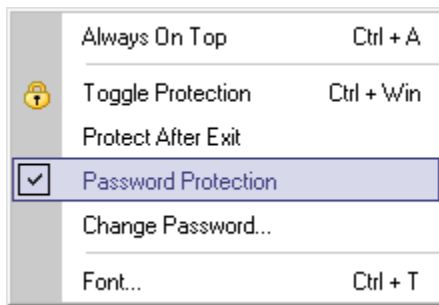 Always On Top Ctrl + A
Toggle Protection Ctrl + Win
Protect After Exit
Password Protection
Change Password...
Font... Ctrl + T